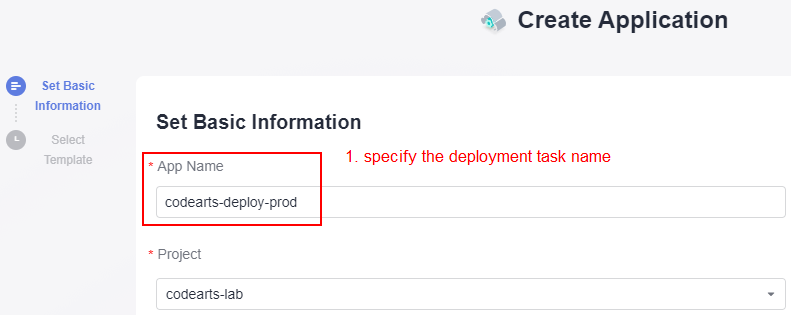 Create Application
Set Basic
Information
Select
Template
Set Basic Information
* App Name
1. specify the deployment task name
codearts-deploy-prod
* Project
codearts-lab